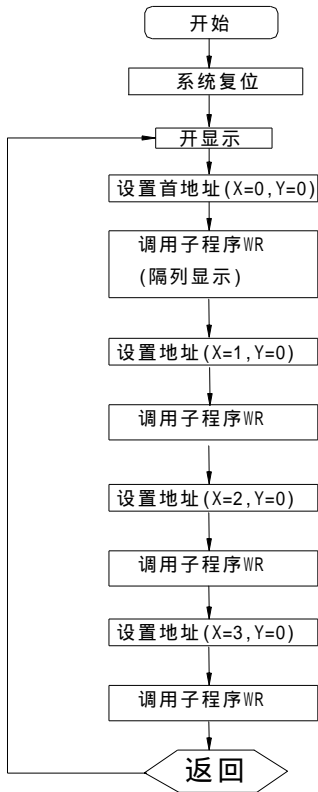 开始
系统复位
开显示
设置首地址(X=0,Y=0)
调用子程序WR
(隔列显示)
设置地址(X=1,Y=0)
调用子程序WR
设置地址(X=2,Y=0)
调用子程序WR
设置地址(X=3,Y=0)
调用子程序WR
返回